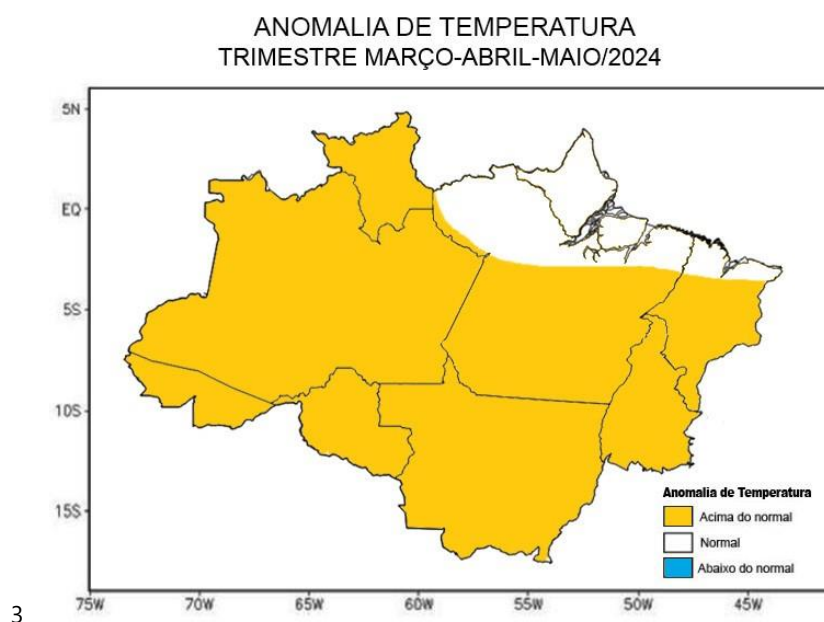 ANOMALIA DE TEMPERATURA
TRIMESTRE MARÇO-ABRIL-MAIO/2024
5N
EQ
5S
10S
15S
Anomalia de Temperatura
Acima do normal
Normal
Abaixo do normal
75W 70W 65W 60W 55W 50W 45W
3